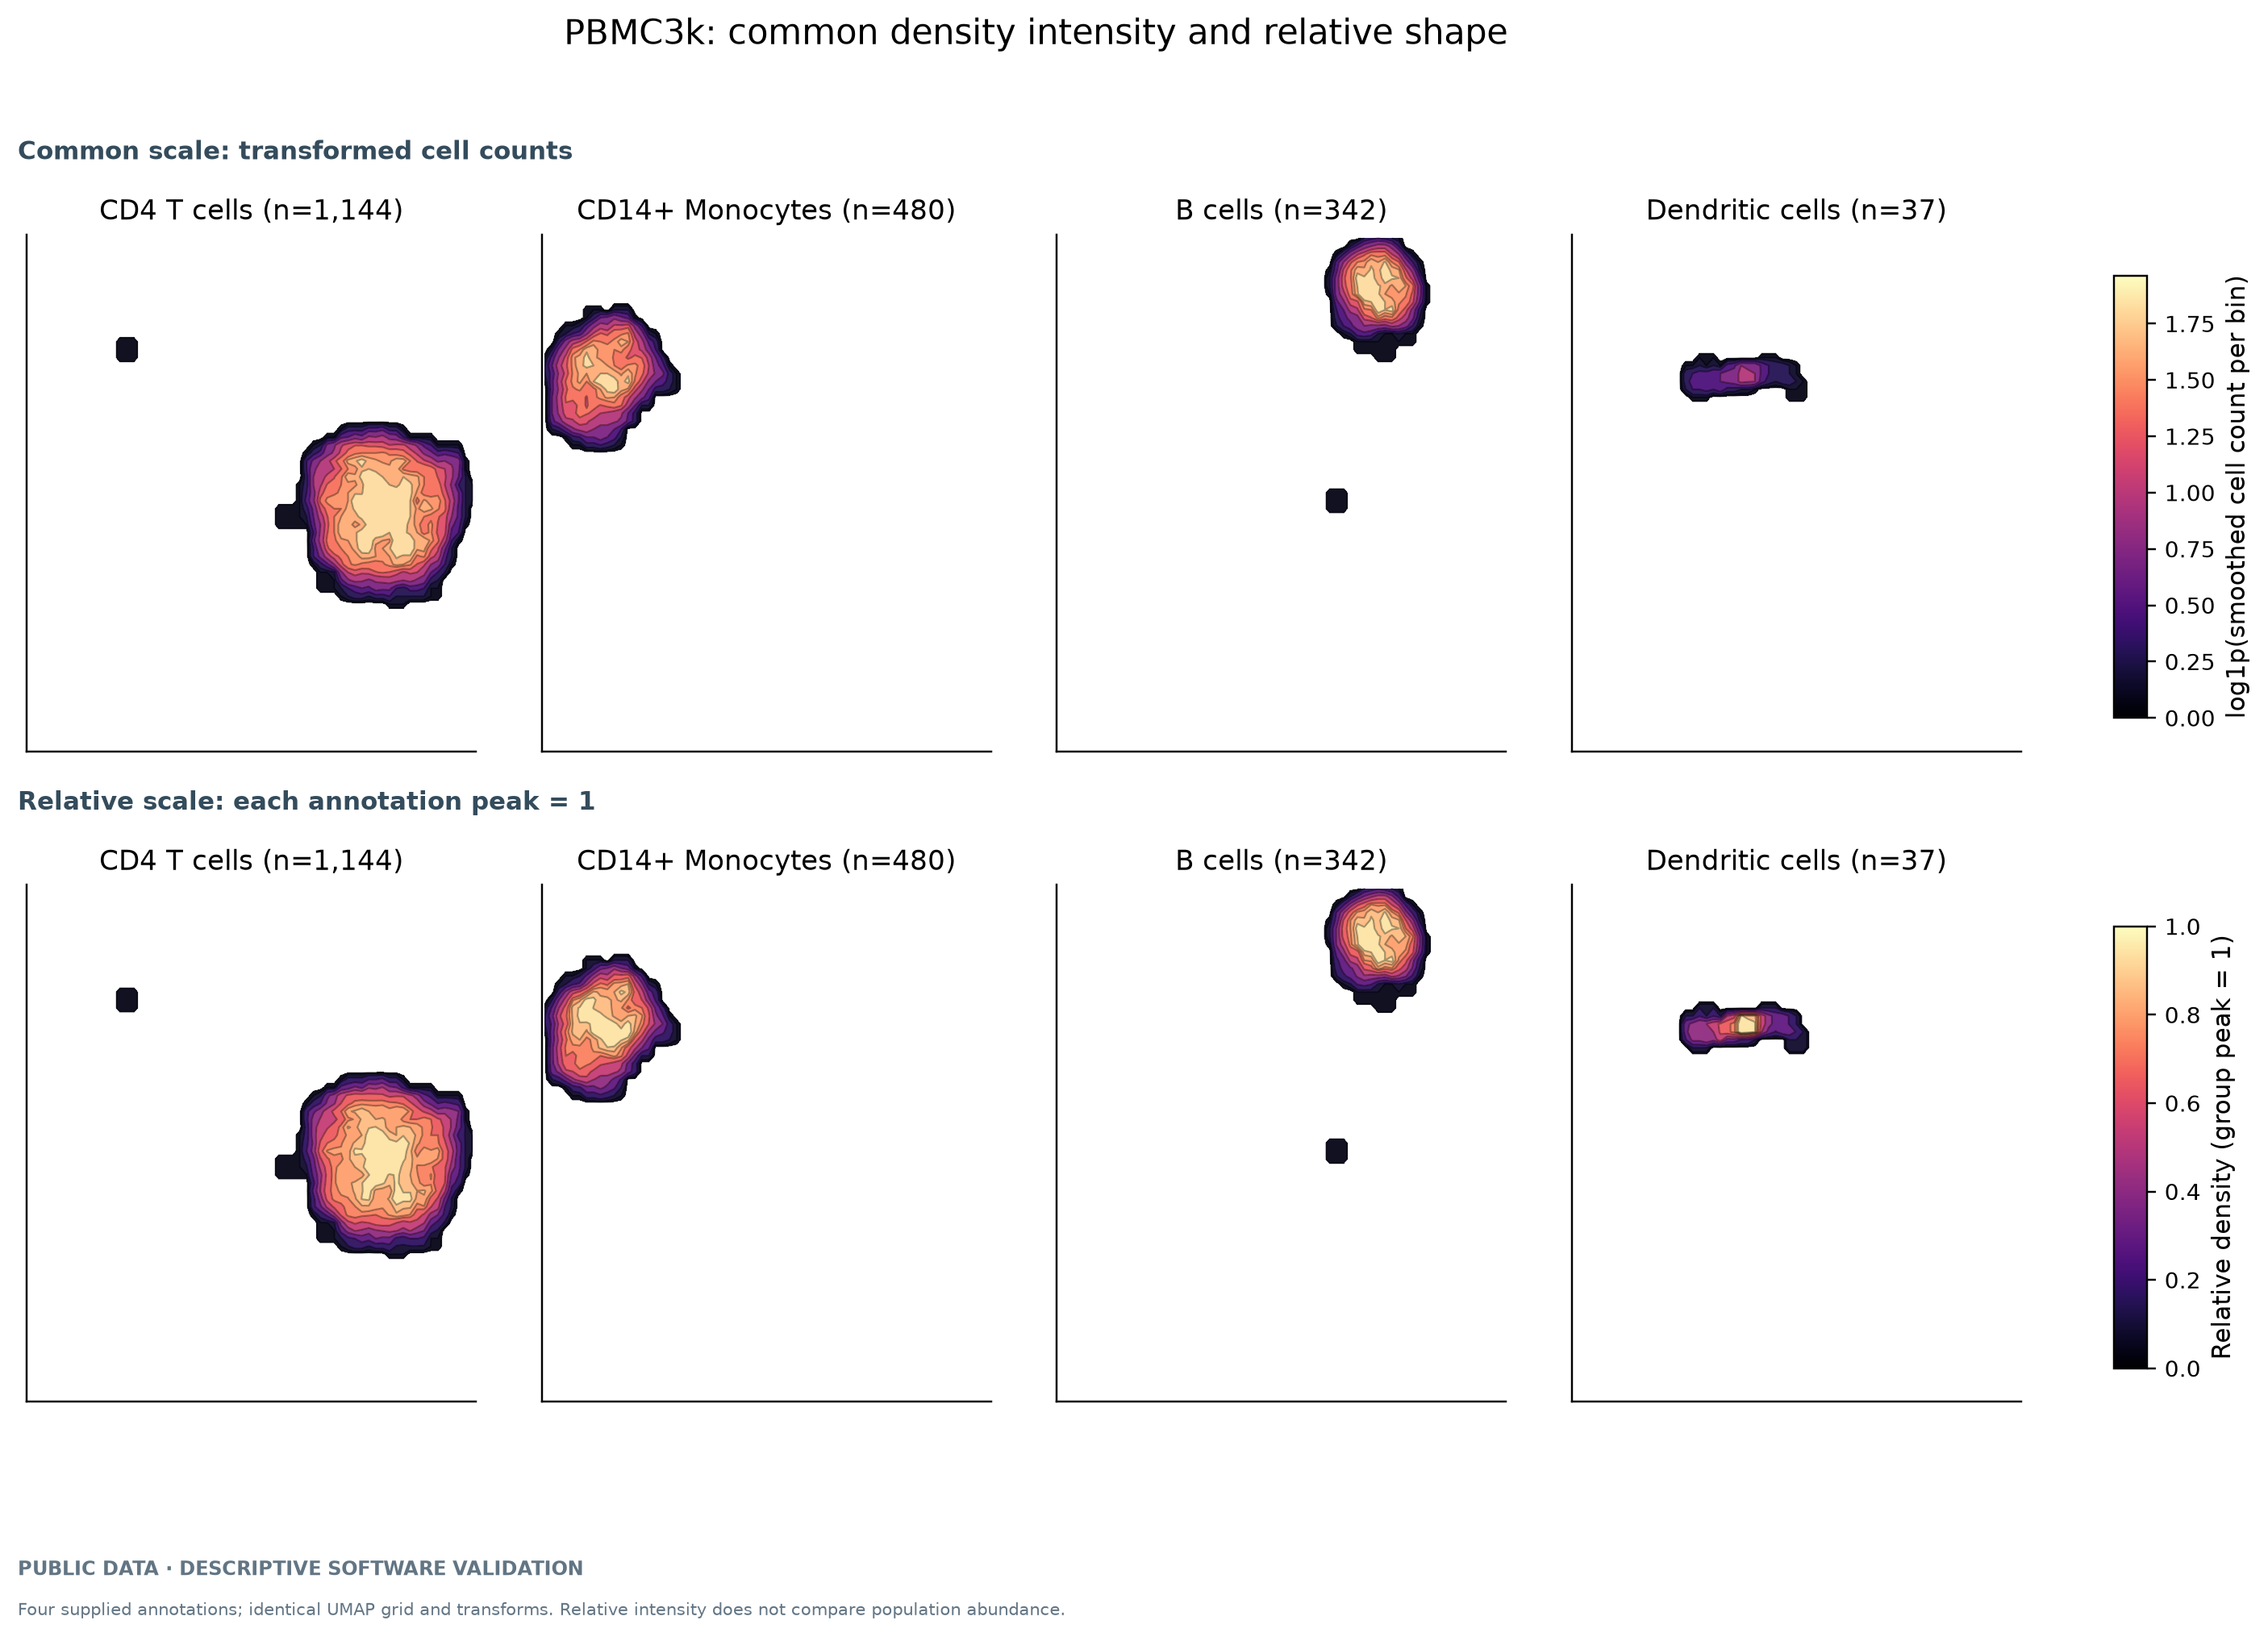 PBMC3k: common density intensity and relative shape
Common scale: transformed cell counts
CD4 T cells (n=1,144)
CD14+ Monocytes (n=480)
B cells (n=342)
Dendritic cells (n=37)
1.75
1.50
1.25
1.00
0.75
0.50
0.25
0.00
log1p(smoothed cell count per bin)
Relative scale: each annotation peak = 1
CD4 T cells (n=1,144)
CD14+ Monocytes (n=480)
B cells (n=342)
Dendritic cells (n=37)
1.0
0.8
0.6
0.4
0.2
0.0
Relative density (group peak = 1)
PUBLIC DATA · DESCRIPTIVE SOFTWARE VALIDATION
Four supplied annotations; identical UMAP grid and transforms. Relative intensity does not compare population abundance.